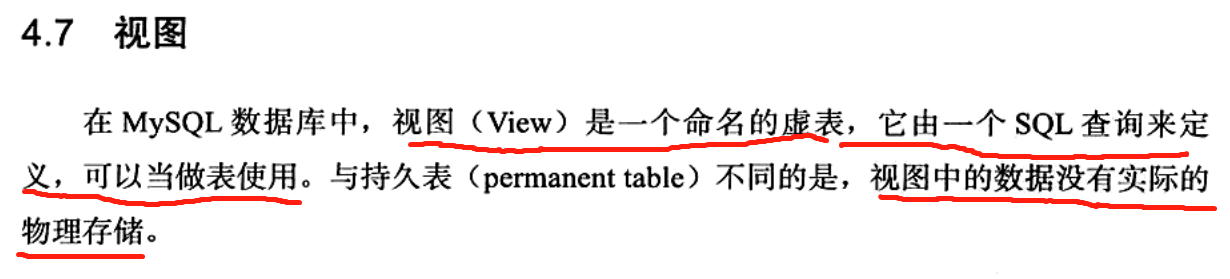 4.7 视图
在 MySQL 数据库中，视图（View）是一个命名的虚表，它由一个 SQL 查询来定
义，可以当做表使用。与持久表（permanent table）不同的是，视图中的数据没有实际的
物理存储。